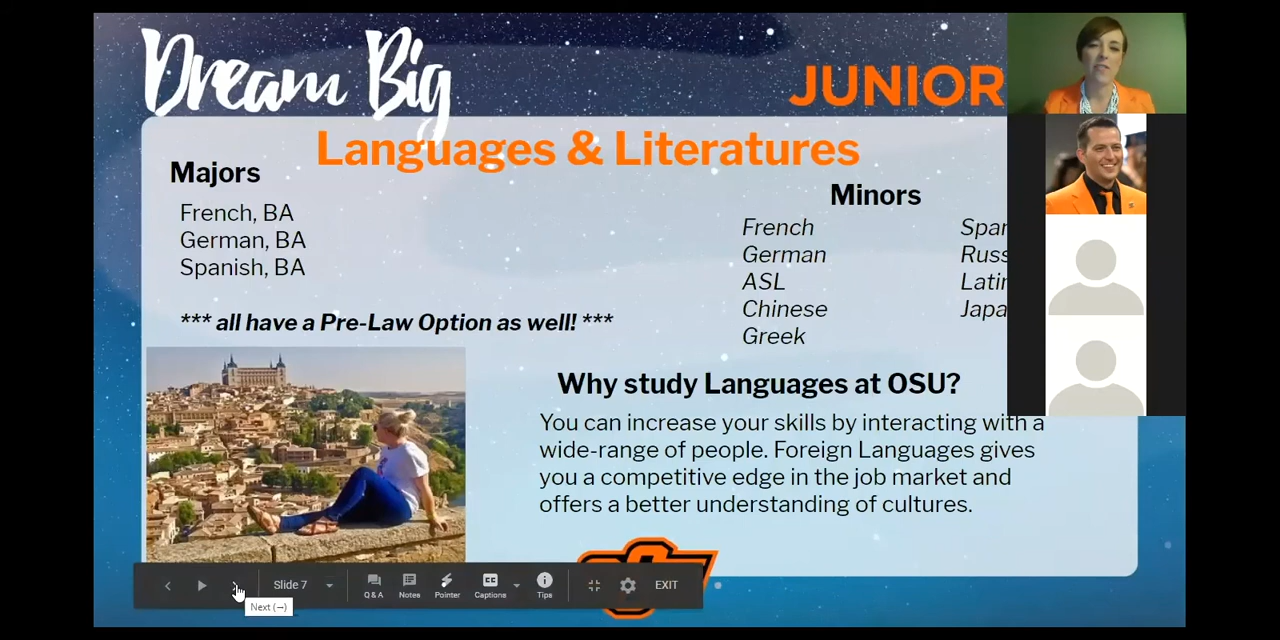 Dream Big
JUNIOR
Languages & Literatures
Majors
French, BA
German, BA
Spanish, BA
*** all have a Pre-Law Option as well! ***
Minors
French
German
ASL
Chinese
Greek
Why study Languages at OSU?
You can increase your skills by interacting with a
wide-range of people. Foreign Languages gives
you a competitive edge in the job market and
offers a better understanding of cultures.
Slide 7
Q & A
Notes
Pointer
CC
Captions
Tips
EXIT
Next (→)